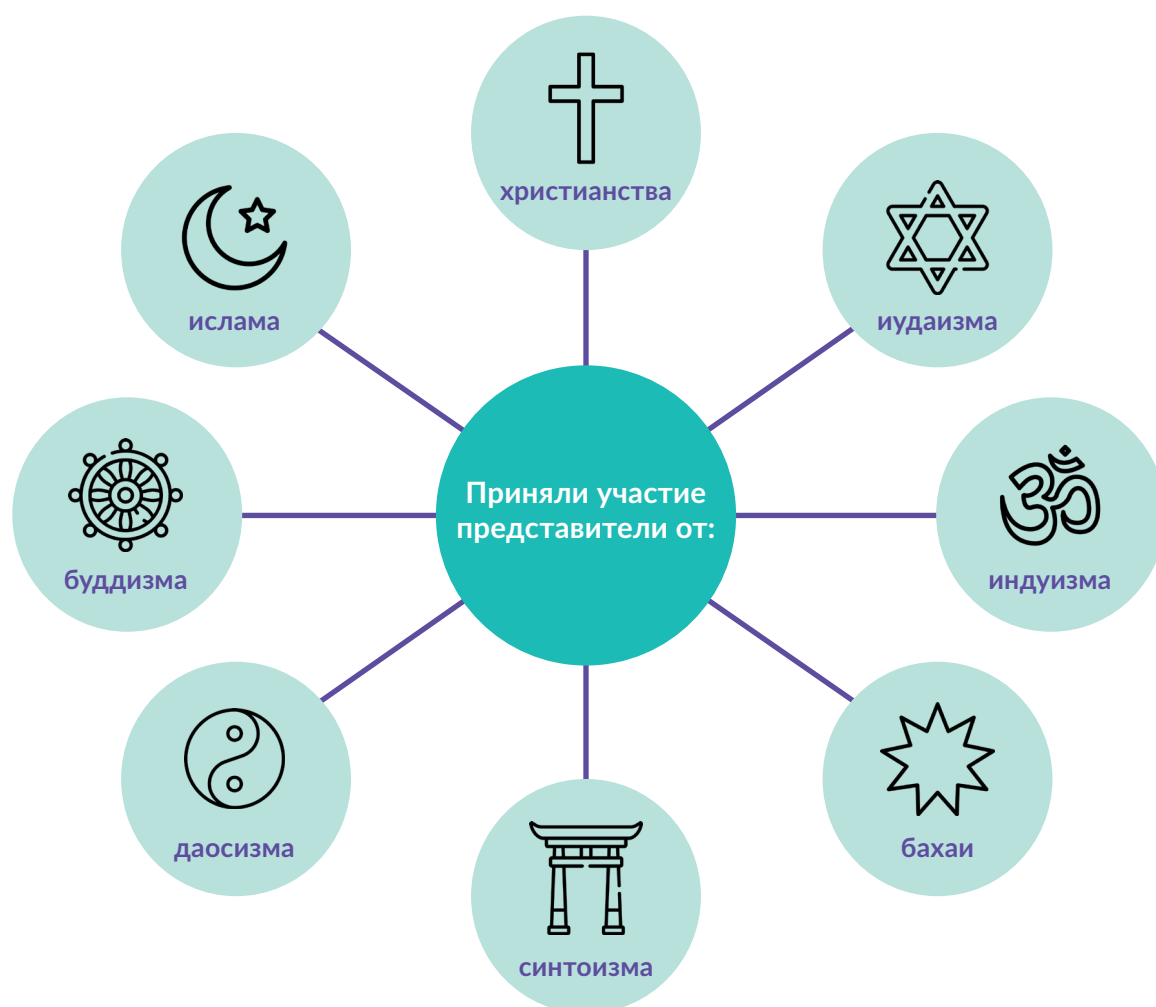 христианства
ислама
иудаизма
Приняли участие
представители от:
буддизма
индуизма
даосизма
бахаи
синтоизма